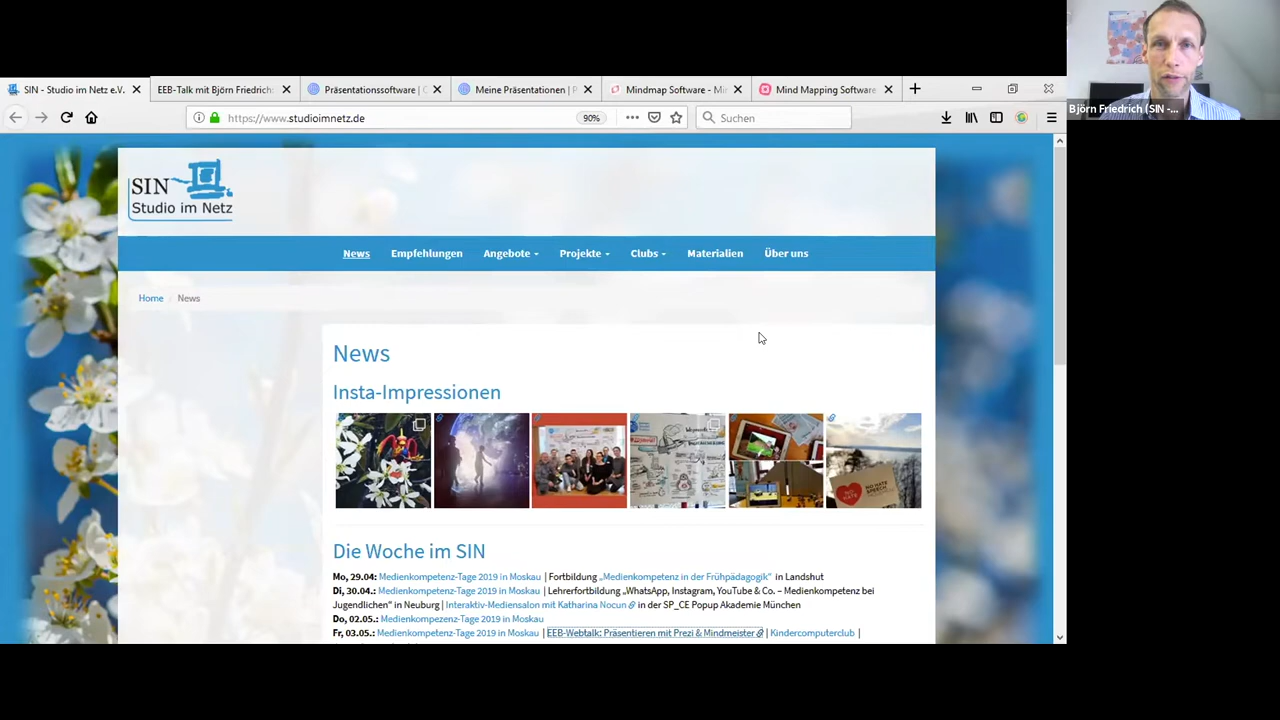 SIN - Studio im Netz e.V.
EEB-Talk mit Björn Friedrich:
Präsentationssoftware | C
Meine Präsentationen | P
Mindmap Software - Mi
Mind Mapping Software
https://www.studioimnetz.de
90%
Suchen
Björn Friedrich (SIN -...
SIN
Studio im Netz
News
Empfehlungen
Angebote
Projekte
Clubs
Materialien
Über uns
Home / News
News
Insta-Impressionen
NO HATE SPEECH
Die Woche im SIN
Mo, 29.04: Medienkompetenz-Tage 2019 in Moskau | Fortbildung „Medienkompetenz in der Frühpädagogik" in Landshut
Di, 30.04.: Medienkompetenz-Tage 2019 in Moskau | Lehrerfortbildung „WhatsApp, Instagram, YouTube & Co. – Medienkompetenz bei
Jugendlichen" in Neuburg | Interaktiv-Mediensalon mit Katharina Nocun in der SP_CE Popup Akademie München
Do, 02.05.: Medienkompezenz-Tage 2019 in Moskau
Fr, 03.05.: Medienkompetenz-Tage 2019 in Moskau | EEB-Webtalk: Präsentieren mit Prezi & Mindmeister | Kindercomputerclub |